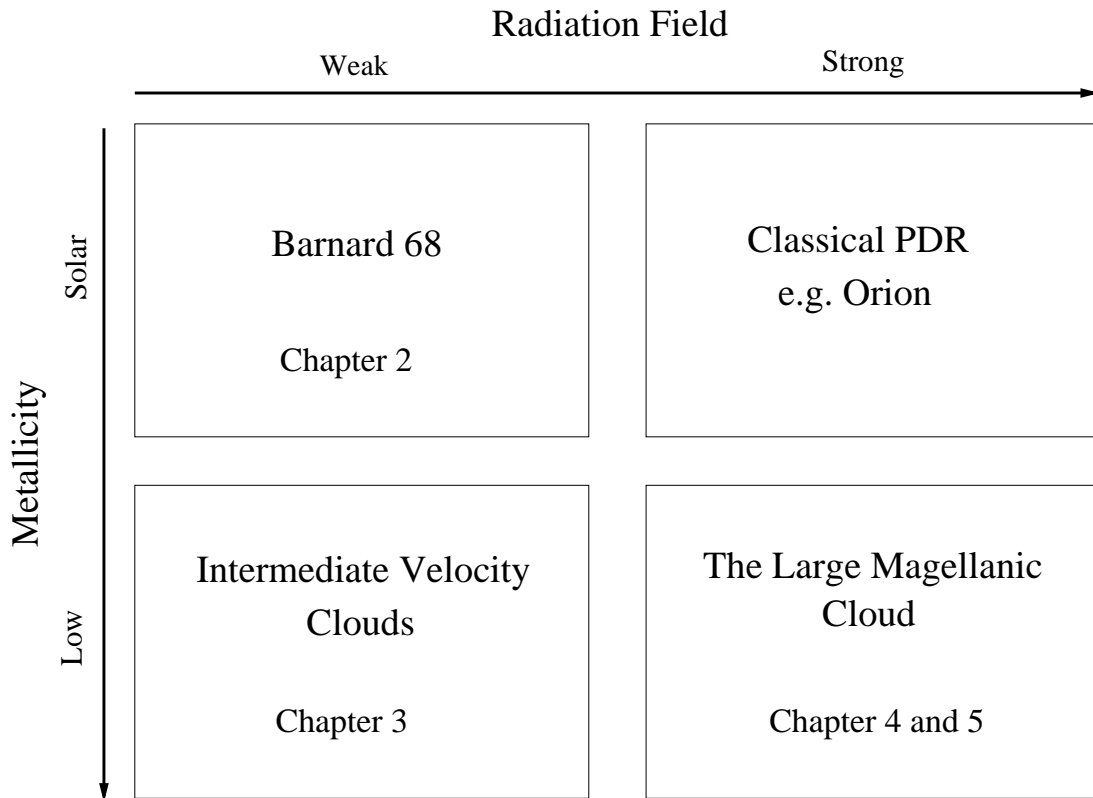 Radiation Field
Weak
Strong
Metallicity
Solar
Low
Barnard 68
Chapter 2
Classical PDR
e.g. Orion
Intermediate Velocity
Clouds
Chapter 3
The Large Magellanic
Cloud
Chapter 4 and 5